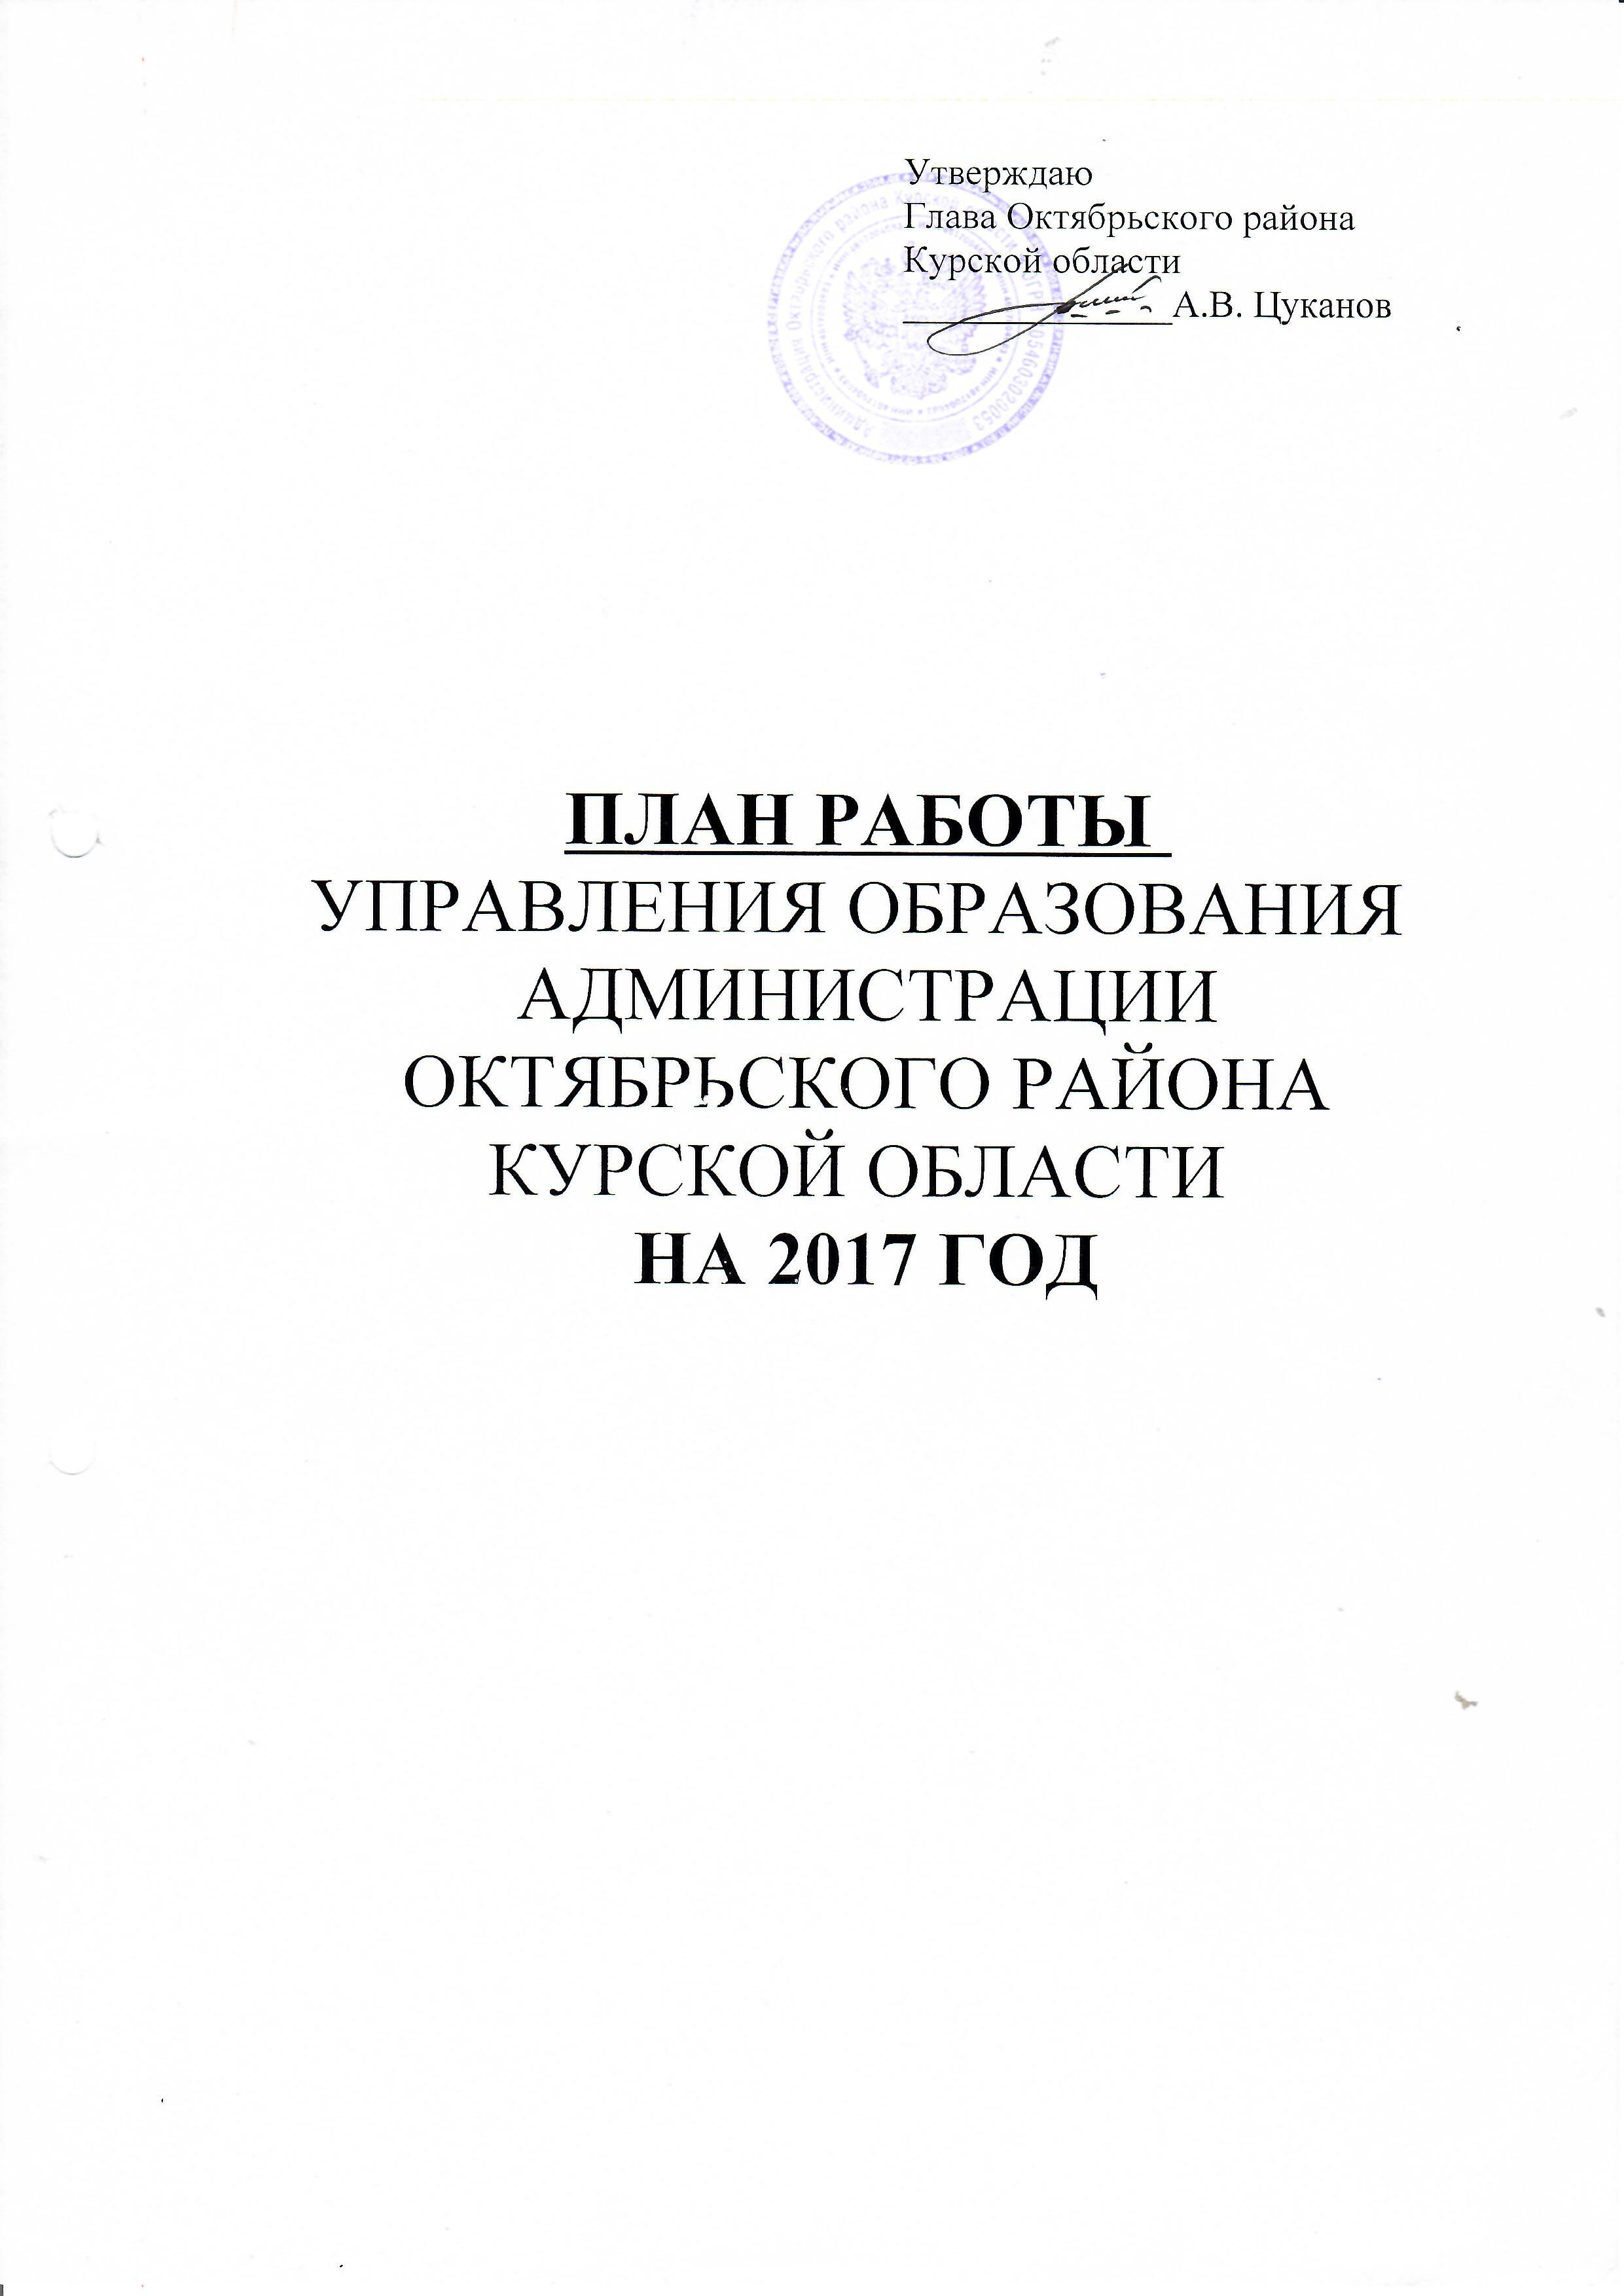 Утверждаю
Глава Октябрьского района
Курской области
А.В. Цуканов
ПЛАН РАБОТЫ
УПРАВЛЕНИЯ ОБРАЗОВАНИЯ
АДМИНИСТРАЦИИ
ОКТЯБРЬСКОГО РАЙОНА
КУРСКОЙ ОБЛАСТИ
НА 2017 ГОД